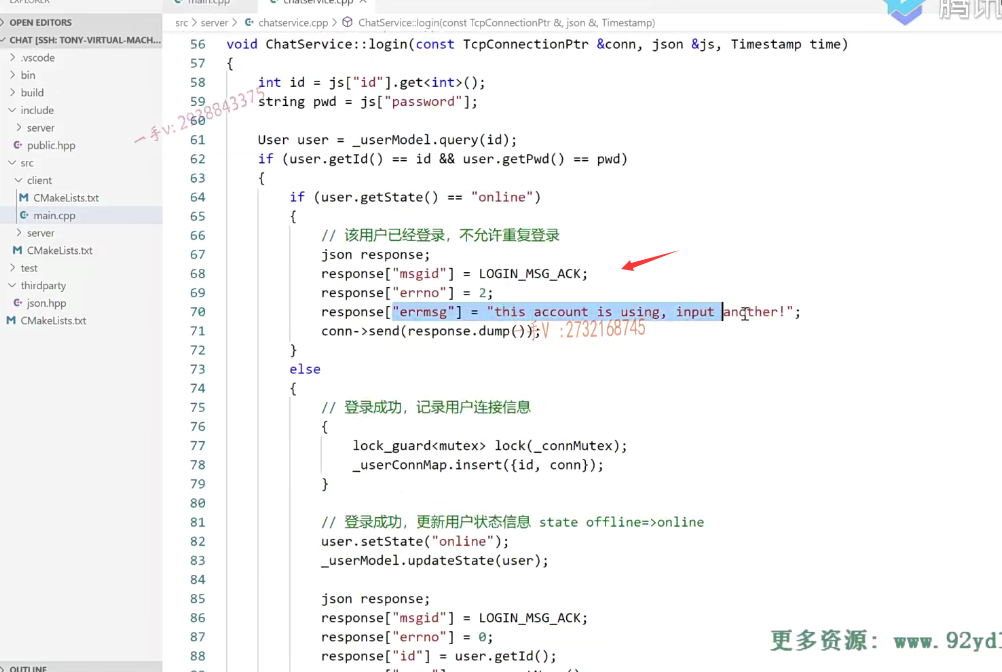 EXPLORER
main.cpp
chatservice.cpp ×
OPEN EDITORS
src > server > chatservice.cpp > ChatService::login(const TcpConnectionPtr &, json &, Timestamp)
CHAT [SSH: TONY-VIRTUAL-MACH...
.vscode
bin
build
include
server
public.hpp
src
client
CMakeLists.txt
main.cpp
server
CMakeLists.txt
test
thirdparty
json.hpp
CMakeLists.txt
OUTLINE
56 void ChatService::login(const TcpConnectionPtr &conn, json &js, Timestamp time)
57 {
58 int id = js["id"].get<int>();
59 string pwd = js["password"];
60
61 User user = _userModel.query(id);
62 if (user.getId() == id && user.getPwd() == pwd)
63 {
64 if (user.getState() == "online")
65 {
66 // 该用户已经登录，不允许重复登录
67 json response;
68 response["msgid"] = LOGIN_MSG_ACK;
69 response["errno"] = 2;
70 response["errmsg"] = "this account is using, input another!";
71 conn->send(response.dump());
72 }
73 else
74 {
75 // 登录成功，记录用户连接信息
76 {
77 lock_guard<mutex> lock(_connMutex);
78 _userConnMap.insert({id, conn});
79 }
80
81 // 登录成功，更新用户状态信息 state offline=>online
82 user.setState("online");
83 _userModel.updateState(user);
84
85 json response;
86 response["msgid"] = LOGIN_MSG_ACK;
87 response["errno"] = 0;
88 response["id"] = user.getId();
一手v:2938843375
一手V :2732168745
腾讯
更多资源: www.92yd1